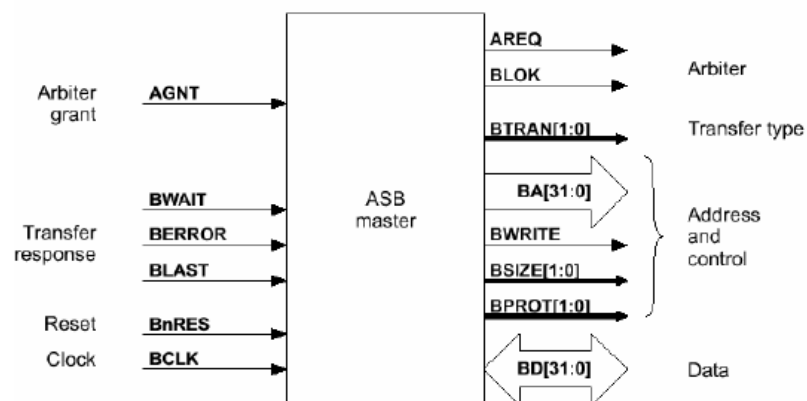 AREQ
BLOK
Arbiter
Arbiter
grant
AGNT
BTRAN[1:0]
Transfer type
BA[31:0]
ASB
master
BWAIT
Transfer
response
BERROR
BLAST
BWRITE
BSIZE[1:0]
BPROT[1:0]
Address
and
control
Reset
BnRES
Clock
BCLK
BD[31:0]
Data